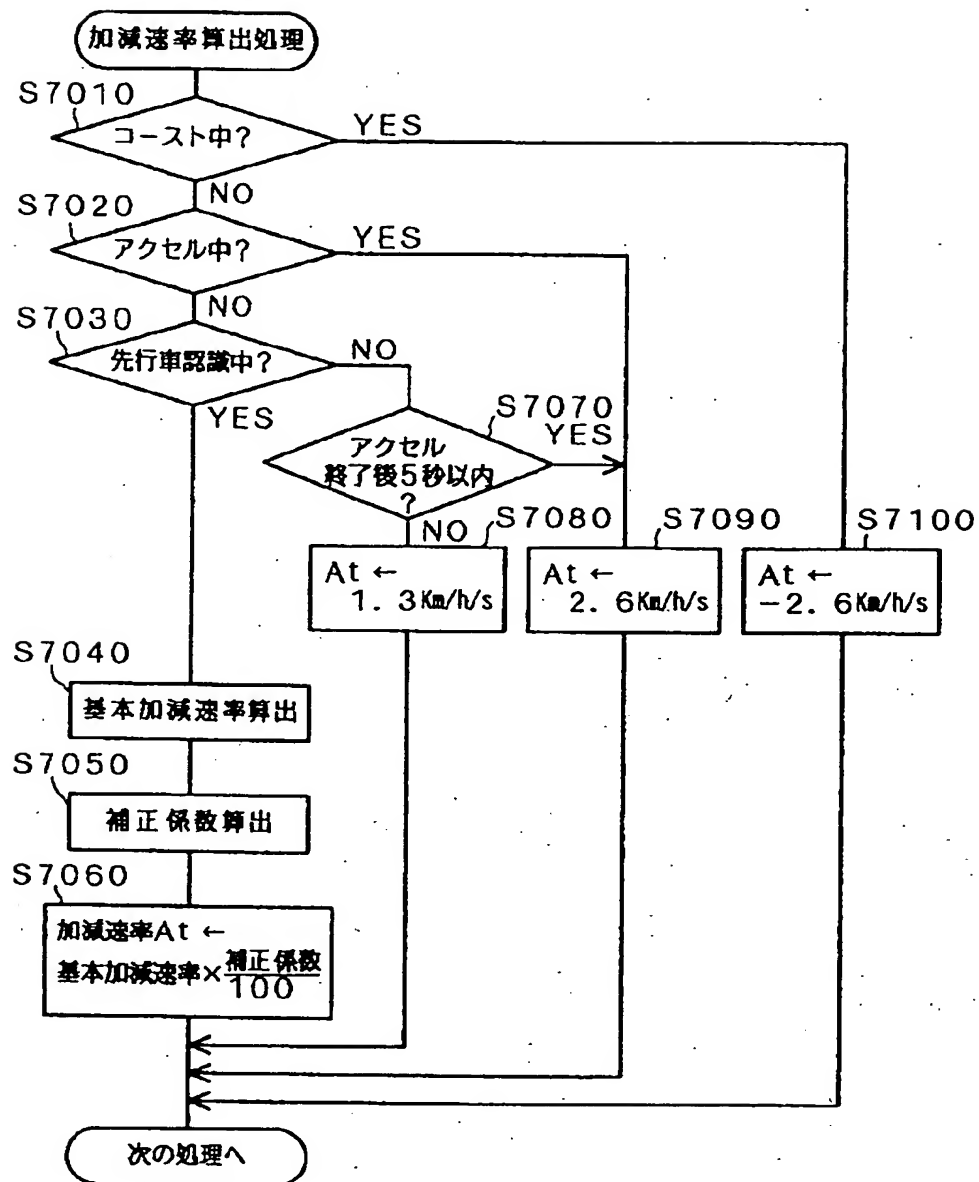 加減速率算出処理
S7010
コースト中?
YES
NO
S7020
アクセル中?
YES
NO
S7030
先行車認識中?
NO
YES
S7070
アクセル
終了後5秒以内
?
YES
NO
S7080
At ←
1.3Km/h/s
S7090
At ←
2.6Km/h/s
S7100
At ←
-2.6Km/h/s
S7040
基本加減速率算出
S7050
補正係数算出
S7060
加減速率At ←
基本加減速率×補正係数/100
次の処理へ